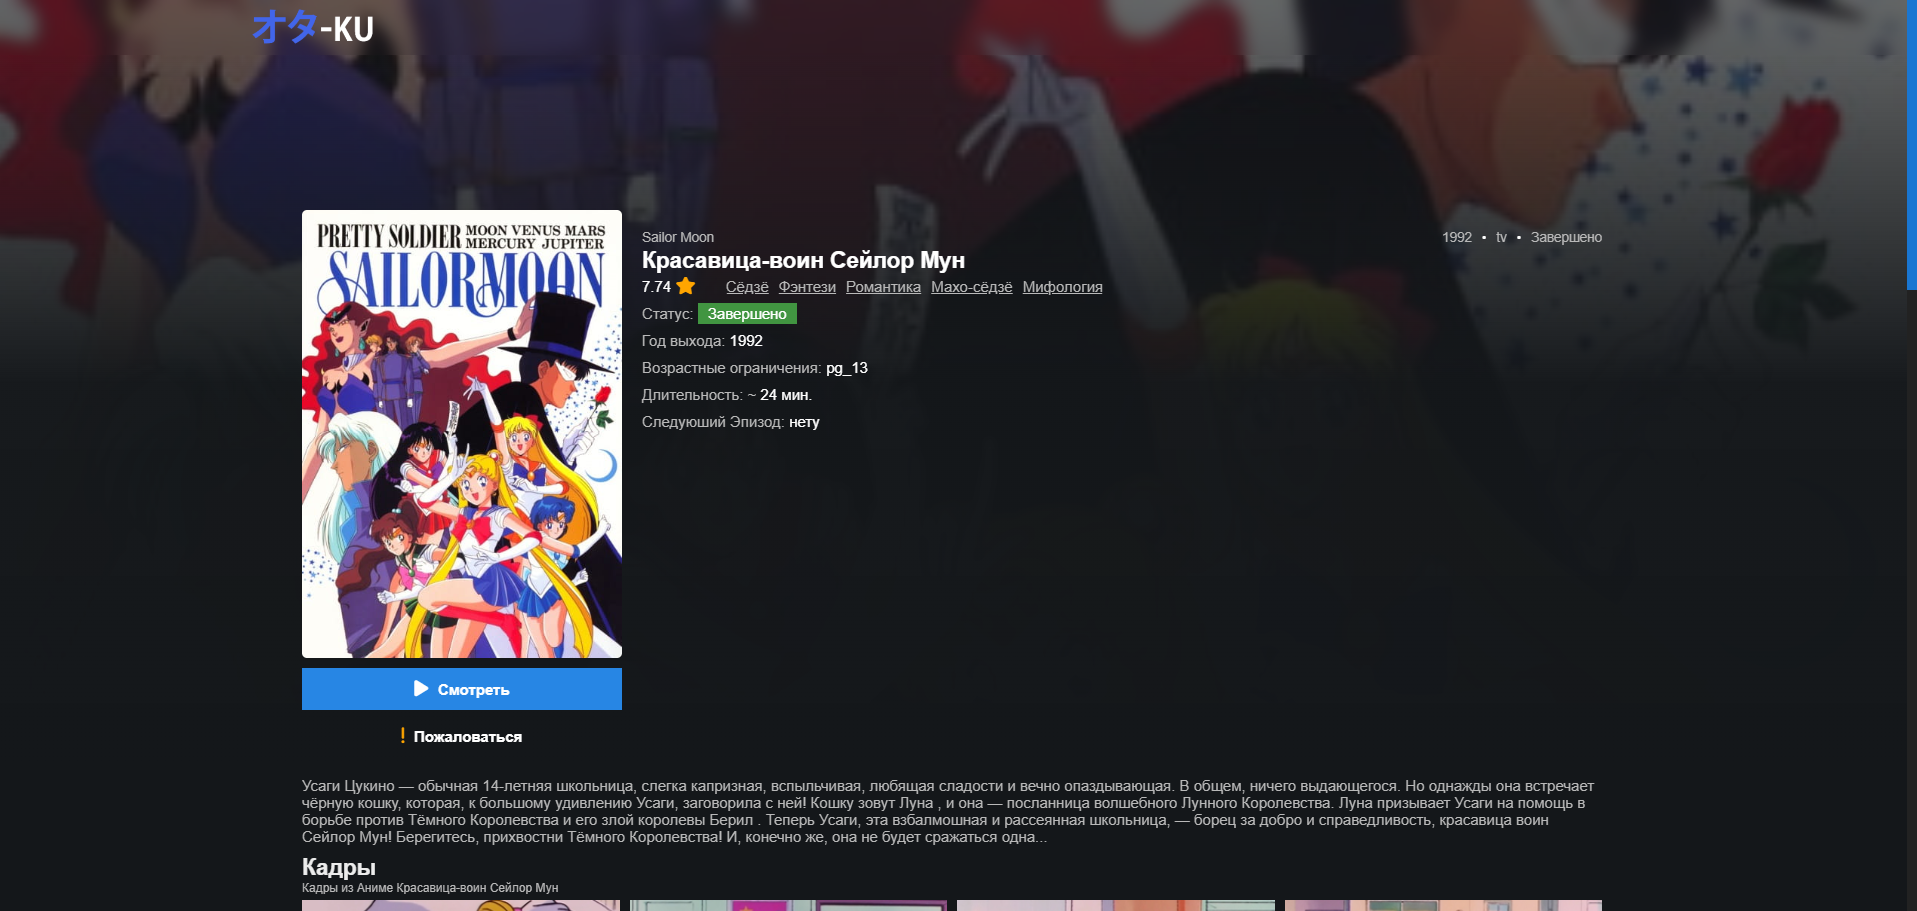 オタ-KU
PRETTY SOLDIER MOON VENUS MARS
MERCURY JUPITER
SAILORMOON
Sailor Moon
1992 • tv • Завершено
Красавица-воин Сейлор Мун
7.74 Сёдзё Фэнтези Романтика Махо-сёдзё Мифология
Статус: Завершено
Год выхода: 1992
Возрастные ограничения: pg_13
Длительность: ~ 24 мин.
Следуюший Эпизод: нету
Смотреть
Пожаловаться
Усаги Цукино — обычная 14-летняя школьница, слегка капризная, вспыльчивая, любящая сладости и вечно опаздывающая. В общем, ничего выдающегося. Но однажды она встречает
чёрную кошку, которая, к большому удивлению Усаги, заговорила с ней! Кошку зовут Луна , и она — посланница волшебного Лунного Королевства. Луна призывает Усаги на помощь в
борьбе против Тёмного Королевства и его злой королевы Берил . Теперь Усаги, эта взбалмошная и рассеянная школьница, — борец за добро и справедливость, красавица воин
Сейлор Мун! Берегитесь, прихвостни Тёмного Королевства! И, конечно же, она не будет сражаться одна...
Кадры
Кадры из Аниме Красавица-воин Сейлор Мун